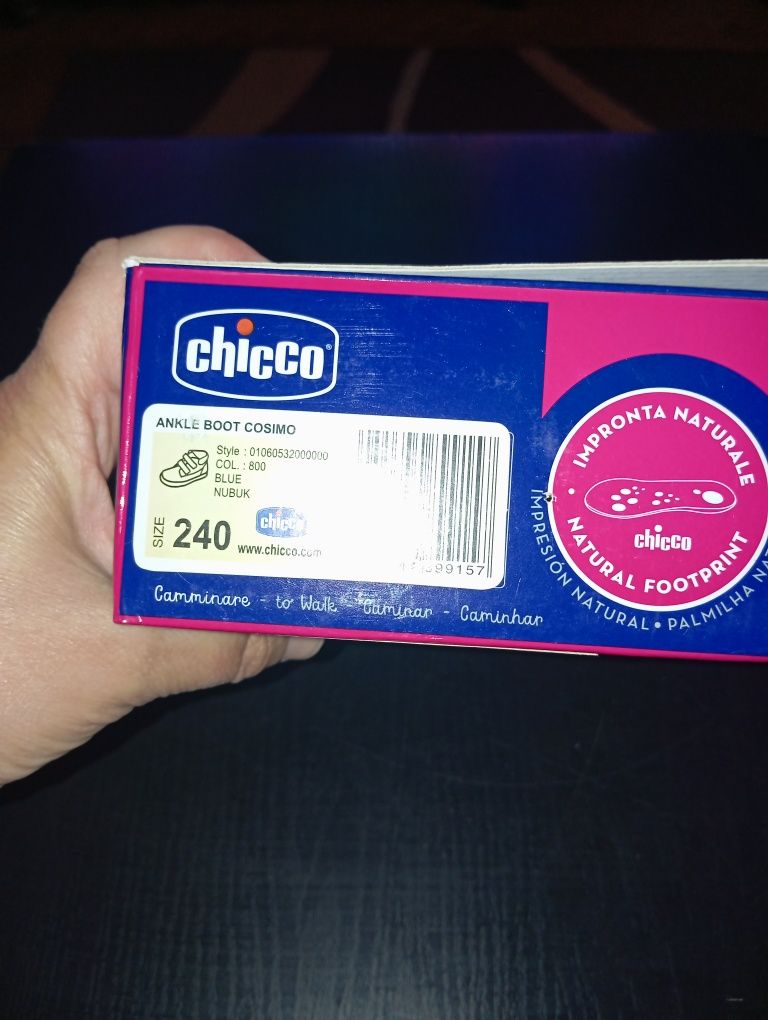 chicco®
ANKLE BOOT COSIMO
Style : 01060532000000
COL. : 800
BLUE
NUBUK
SIZE 240
chicco
www.chicco.com
99157
Camminare - to Walk - Caminar - Caminhar
IMPRONTA NATURALE
chicco
NATURAL FOOTPRINT
IMPRESIÓN NATURAL • PALMILHA